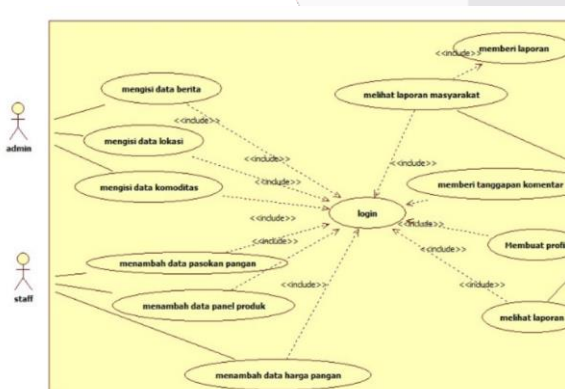 memberi laporan
<<include>>
mengisi data berita
melihat laporan masyarakat
<<include>>
admin
mengisi data lokasi
<<include>>
<<include>>
mengisi data komoditas
<<include>>
memberi tanggapan komentar
login
<<include>>
<<include>>
<<include>>
Membuat profi
menambah data pasokan pangan
staff
<<include>>
<<include>>
menambah data panel produk
melihat laporan
menambah data harga pangan